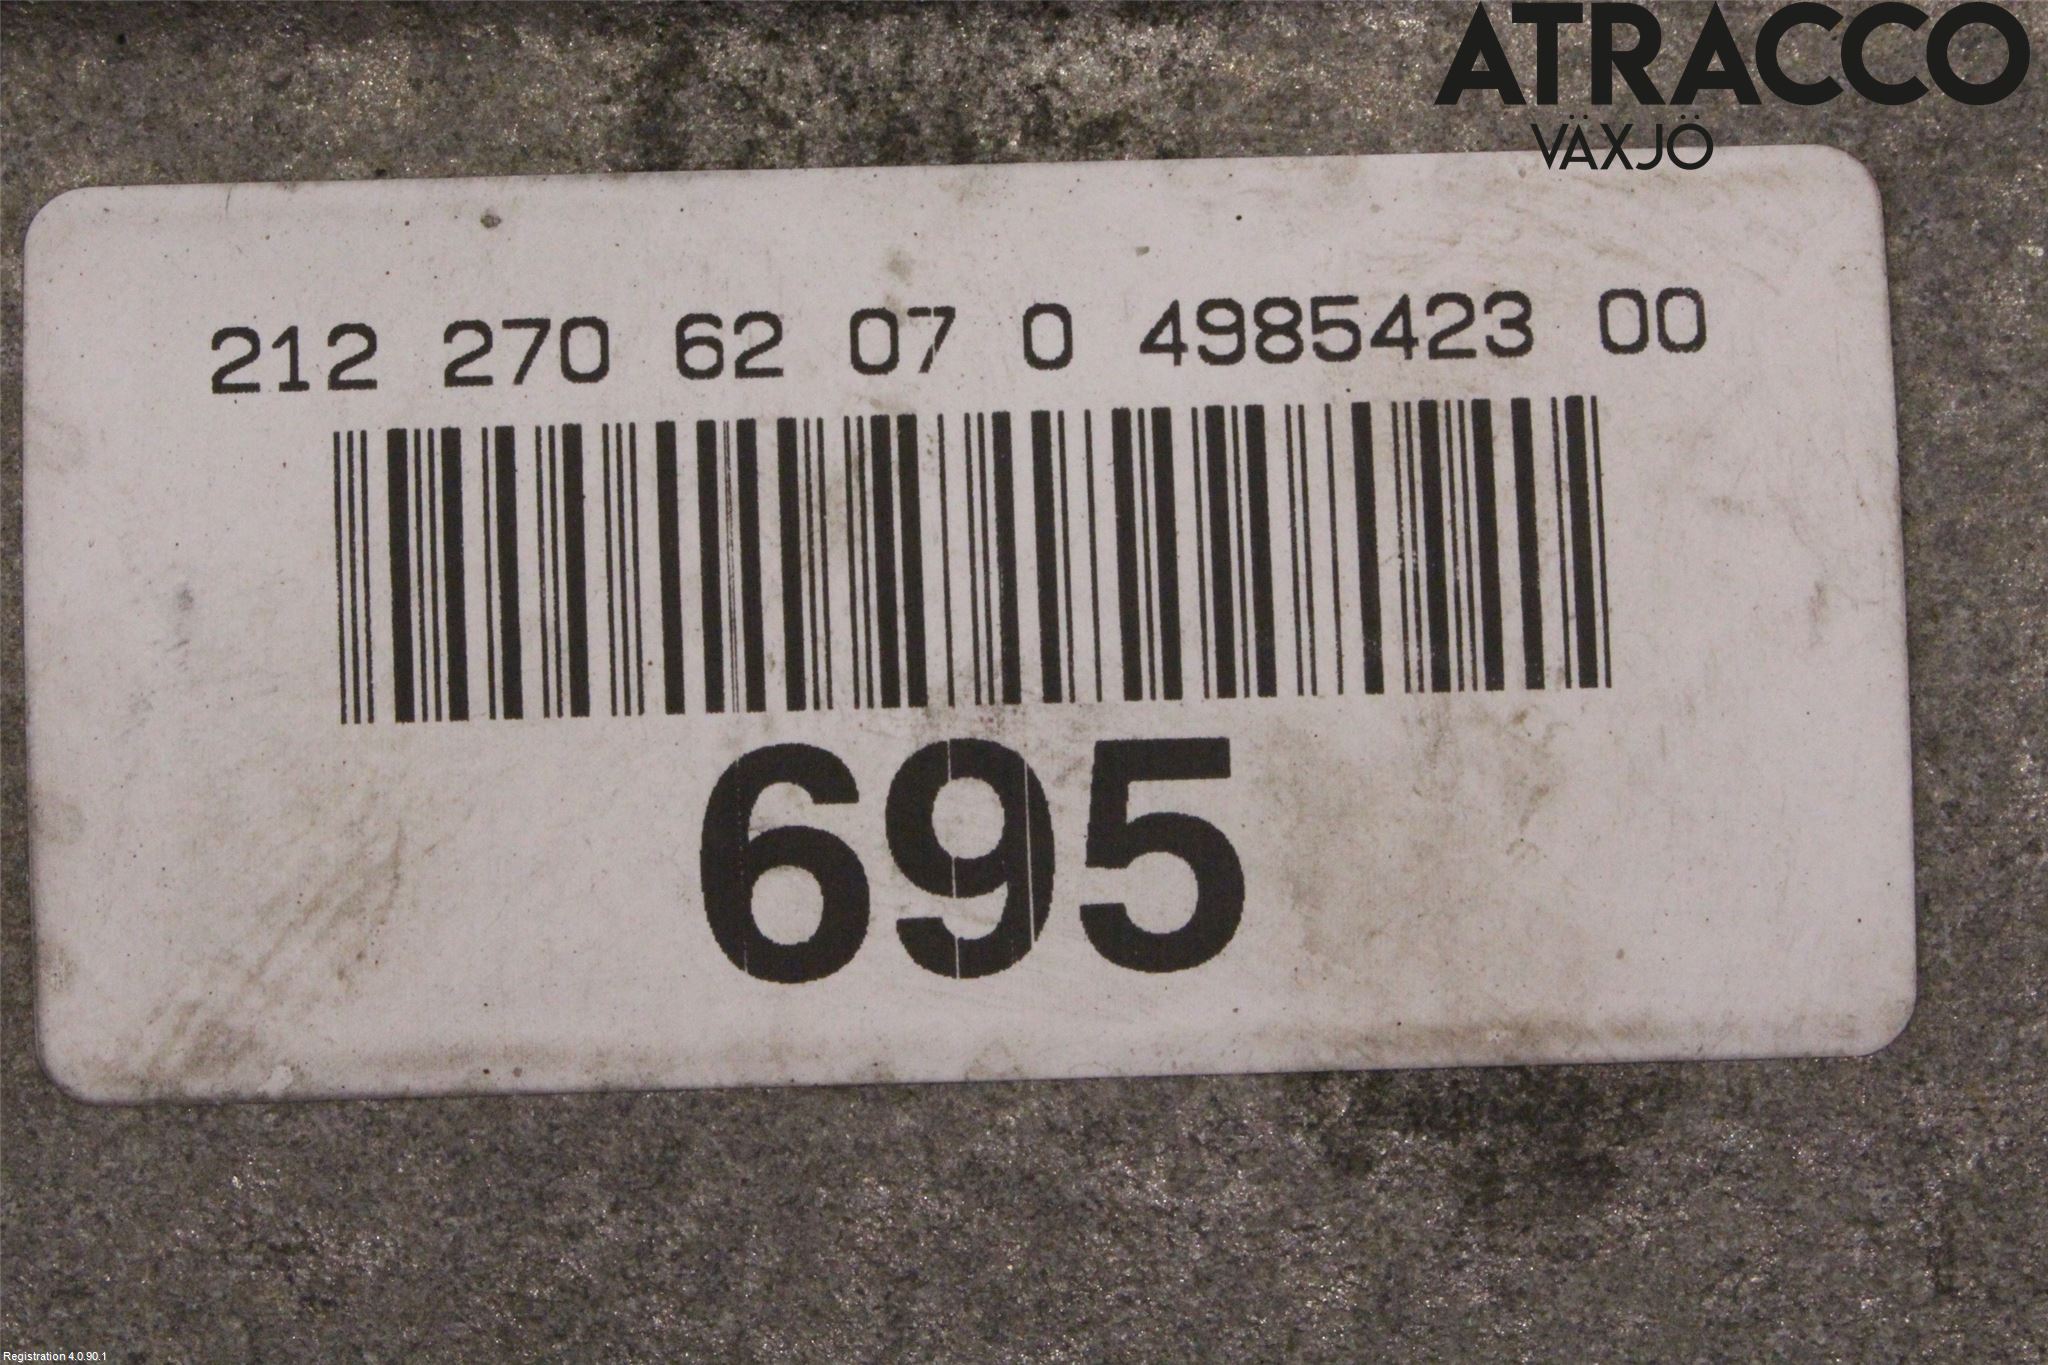 ATRACCO
VÄXJÖ
212 270 62 07 0 4985423 00
695
Registration 4.0.90.1